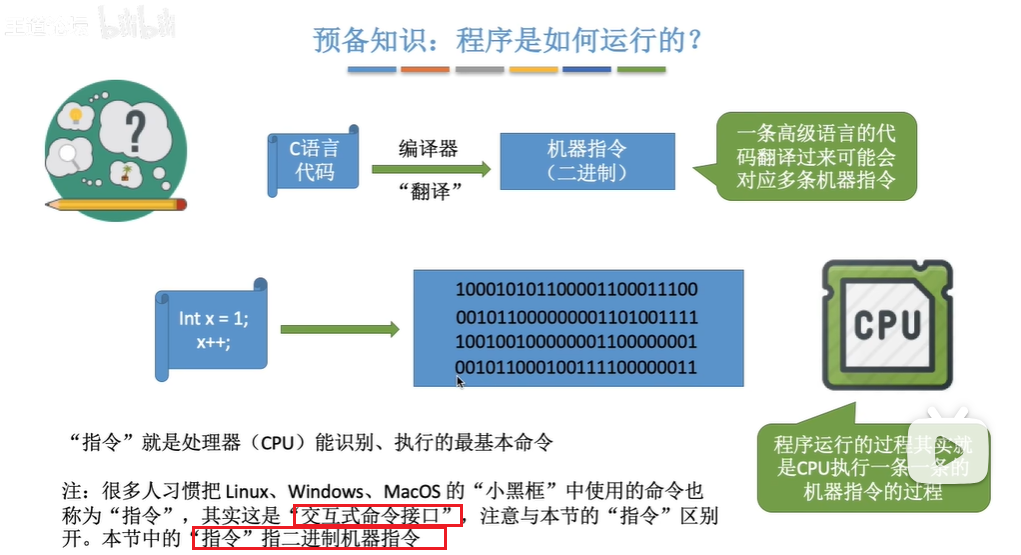 王道论坛 bilibili
预备知识：程序是如何运行的？
?
C语言
代码
编译器
“翻译”
机器指令
（二进制）
一条高级语言的代
码翻译过来可能会
对应多条机器指令
Int x = 1;
x++;
100010101100001100011100
001011000000001101001111
100100100000001100000001
001011000100111100000011
CPU
“指令”就是处理器（CPU）能识别、执行的最基本命令
程序运行的过程其实就
是CPU执行一条一条的
机器指令的过程
注：很多人习惯把 Linux、Windows、MacOS 的“小黑框”中使用的命令也
称为“指令”，其实这是“交互式命令接口”，注意与本节的“指令”区别
开。本节中的“指令”指二进制机器指令